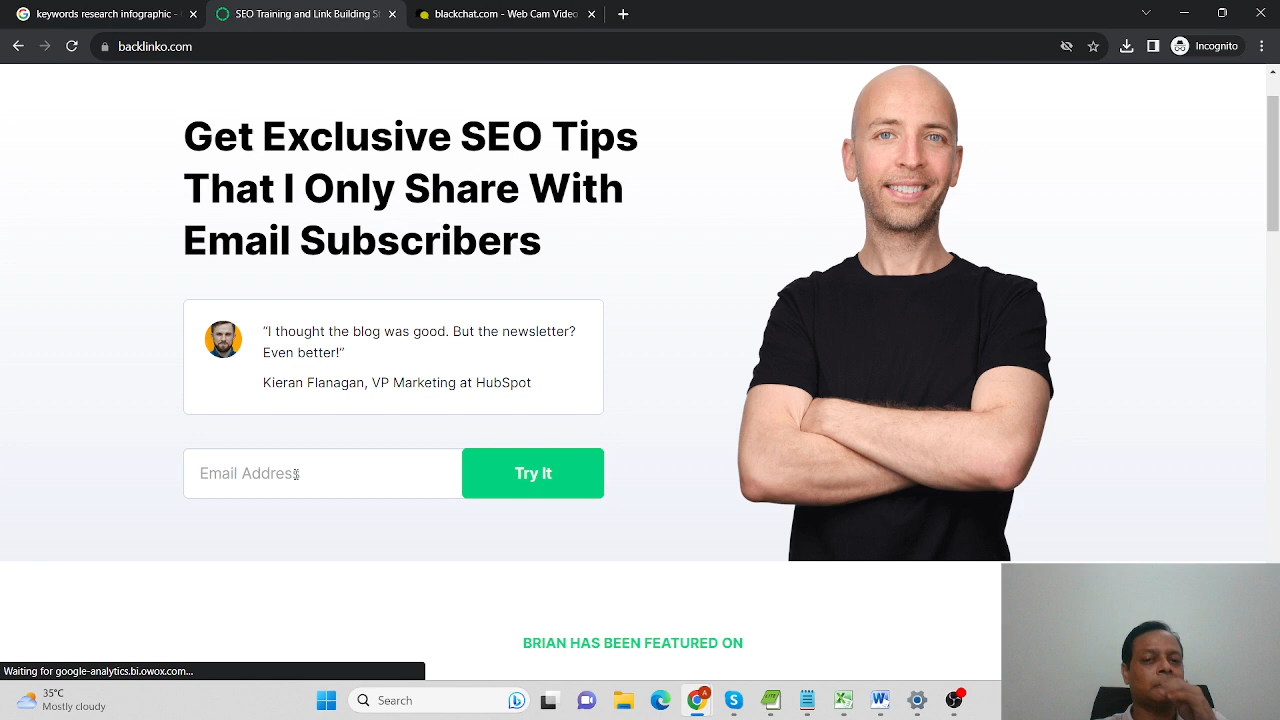 keywords research infographic -
SEO Training and Link Building St
blackchat.com - Web Cam Video
backlinko.com
Incognito
Get Exclusive SEO Tips
That I Only Share With
Email Subscribers
“I thought the blog was good. But the newsletter?
Even better!”
Kieran Flanagan, VP Marketing at HubSpot
Email Address
Try It
BRIAN HAS BEEN FEATURED ON
Waiting for google-analytics.bi.owox.com...
35°C
Mostly cloudy
Search
A